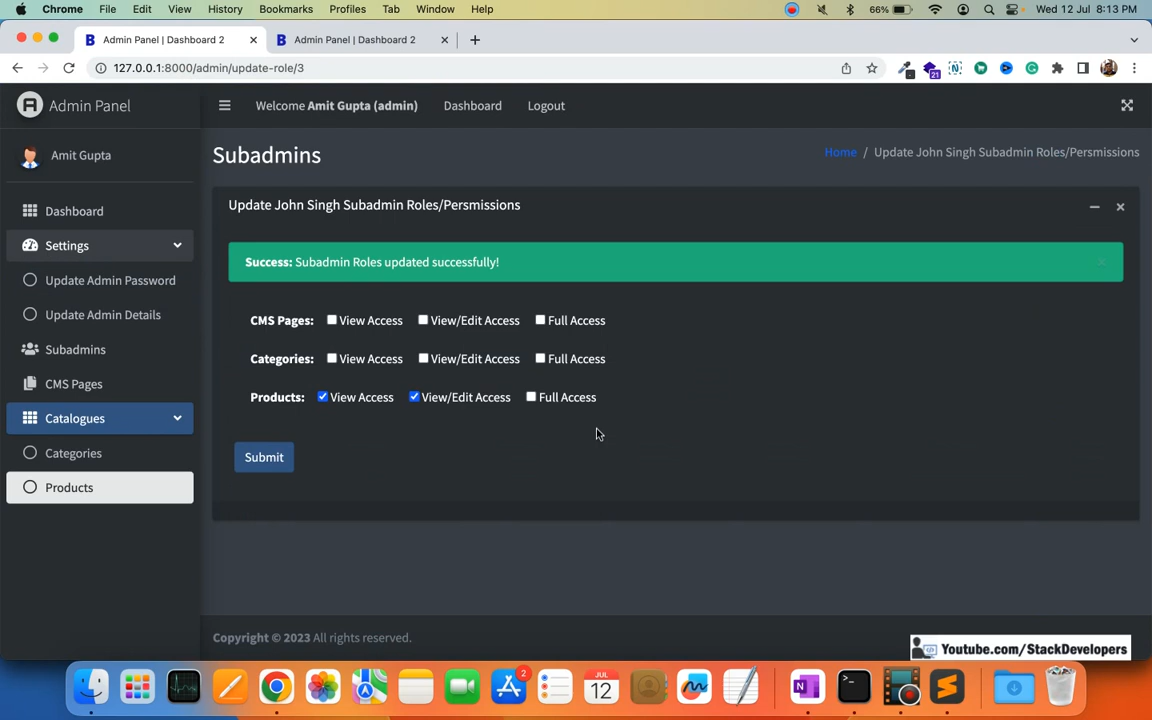 Chrome File Edit View History Bookmarks Profiles Tab Window Help 66% Wed 12 Jul 8:13 PM
Admin Panel | Dashboard 2 Admin Panel | Dashboard 2
127.0.0.1:8000/admin/update-role/3 21
Admin Panel Welcome Amit Gupta (admin) Dashboard Logout
Amit Gupta
Subadmins
Home / Update John Singh Subadmin Roles/Persmissions
Update John Singh Subadmin Roles/Persmissions
Dashboard
Settings
Success: Subadmin Roles updated successfully!
Update Admin Password
Update Admin Details
CMS Pages: View Access View/Edit Access Full Access
Subadmins
Categories: View Access View/Edit Access Full Access
CMS Pages
Products: View Access View/Edit Access Full Access
Catalogues
Categories
Submit
Products
Copyright © 2023 All rights reserved.
Youtube.com/StackDevelopers
2
JUL
12